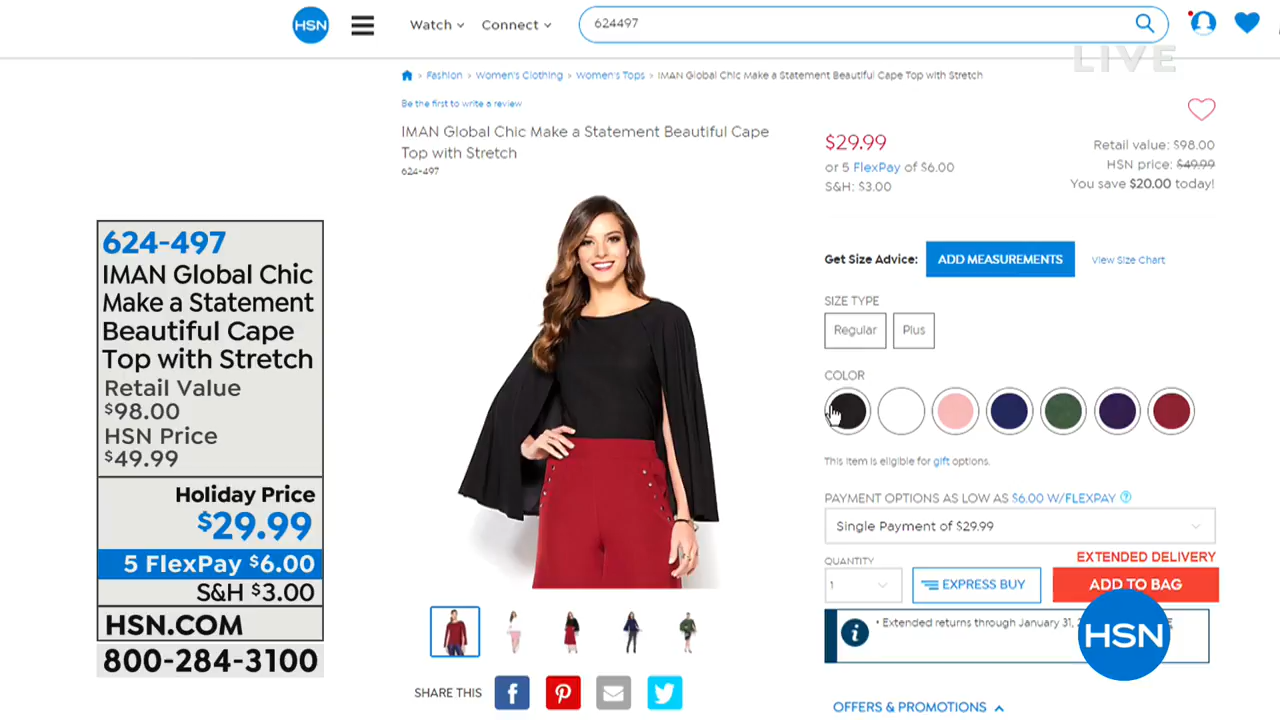 HSN
Watch
Connect
624497
LIVE
Fashion > Women's Clothing > Women's Tops > IMAN Global Chic Make a Statement Beautiful Cape Top with Stretch
Be the first to write a review
IMAN Global Chic Make a Statement Beautiful Cape
Top with Stretch
624-497
$29.99
or 5 FlexPay of $6.00
S&H: $3.00
Retail value: $98.00
HSN price: $49.99
You save $20.00 today!
Get Size Advice:
ADD MEASUREMENTS
View Size Chart
SIZE TYPE
Regular
Plus
COLOR
This item is eligible for gift options.
PAYMENT OPTIONS AS LOW AS $6.00 W/FLEXPAY ?
Single Payment of $29.99
EXTENDED DELIVERY
QUANTITY
1
EXPRESS BUY
ADD TO BAG
i
• Extended returns through January 31,
HSN
OFFERS & PROMOTIONS
SHARE THIS
624-497
IMAN Global Chic
Make a Statement
Beautiful Cape
Top with Stretch
Retail Value
$98.00
HSN Price
$49.99
Holiday Price
$29.99
5 FlexPay $6.00
S&H $3.00
HSN.COM
800-284-3100